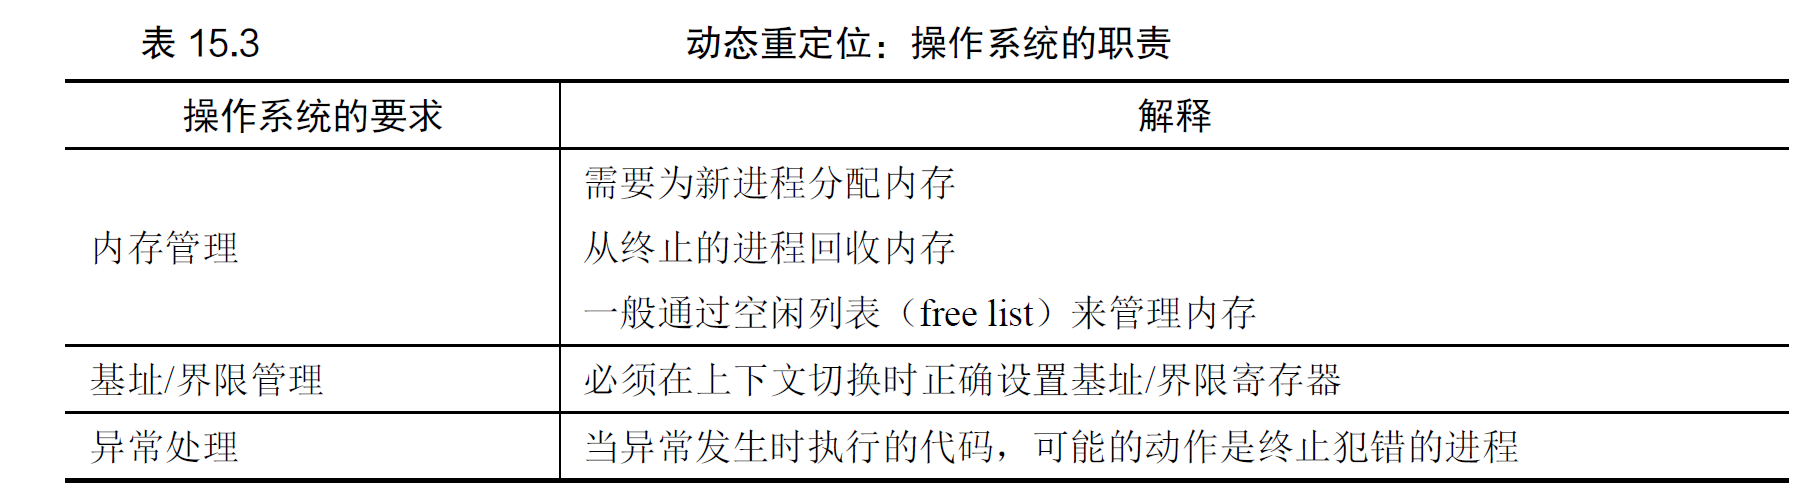 表 15.3 动态重定位：操作系统的职责
操作系统的要求 解释
内存管理
需要为新进程分配内存
从终止的进程回收内存
一般通过空闲列表（free list）来管理内存
基址/界限管理 必须在上下文切换时正确设置基址/界限寄存器
异常处理 当异常发生时执行的代码，可能的动作是终止犯错的进程